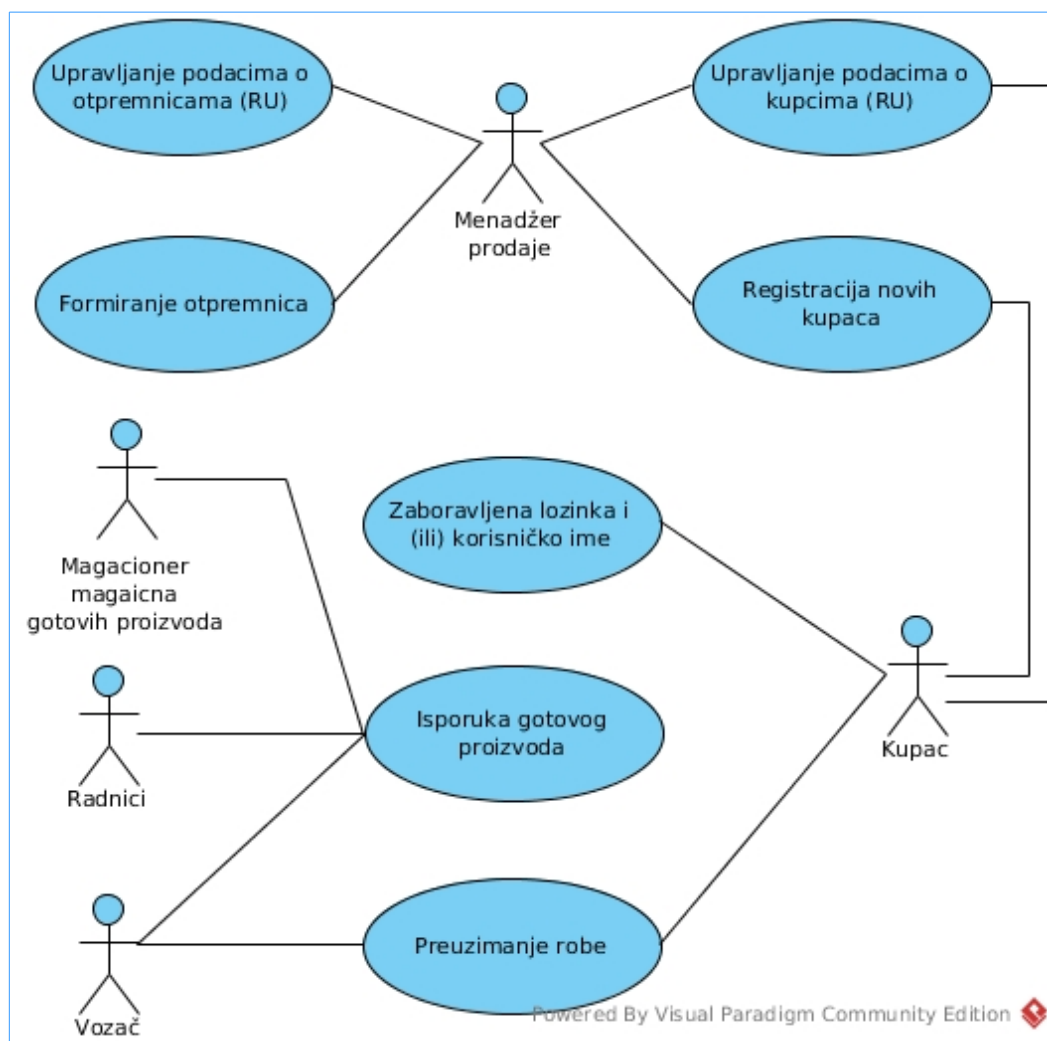 Upravljanje podacima o
otpremnicama (RU)
Upravljanje podacima o
kupcima (RU)
Menadžer
prodaje
Formiranje otpremnica
Registracija novih
kupaca
Magacioner
magaicna
gotovih proizvoda
Zaboravljena lozinka i
(ili) korisničko ime
Radnici
Isporuka gotovog
proizvoda
Kupac
Vozač
Preuzimanje robe
Powered By Visual Paradigm Community Edition